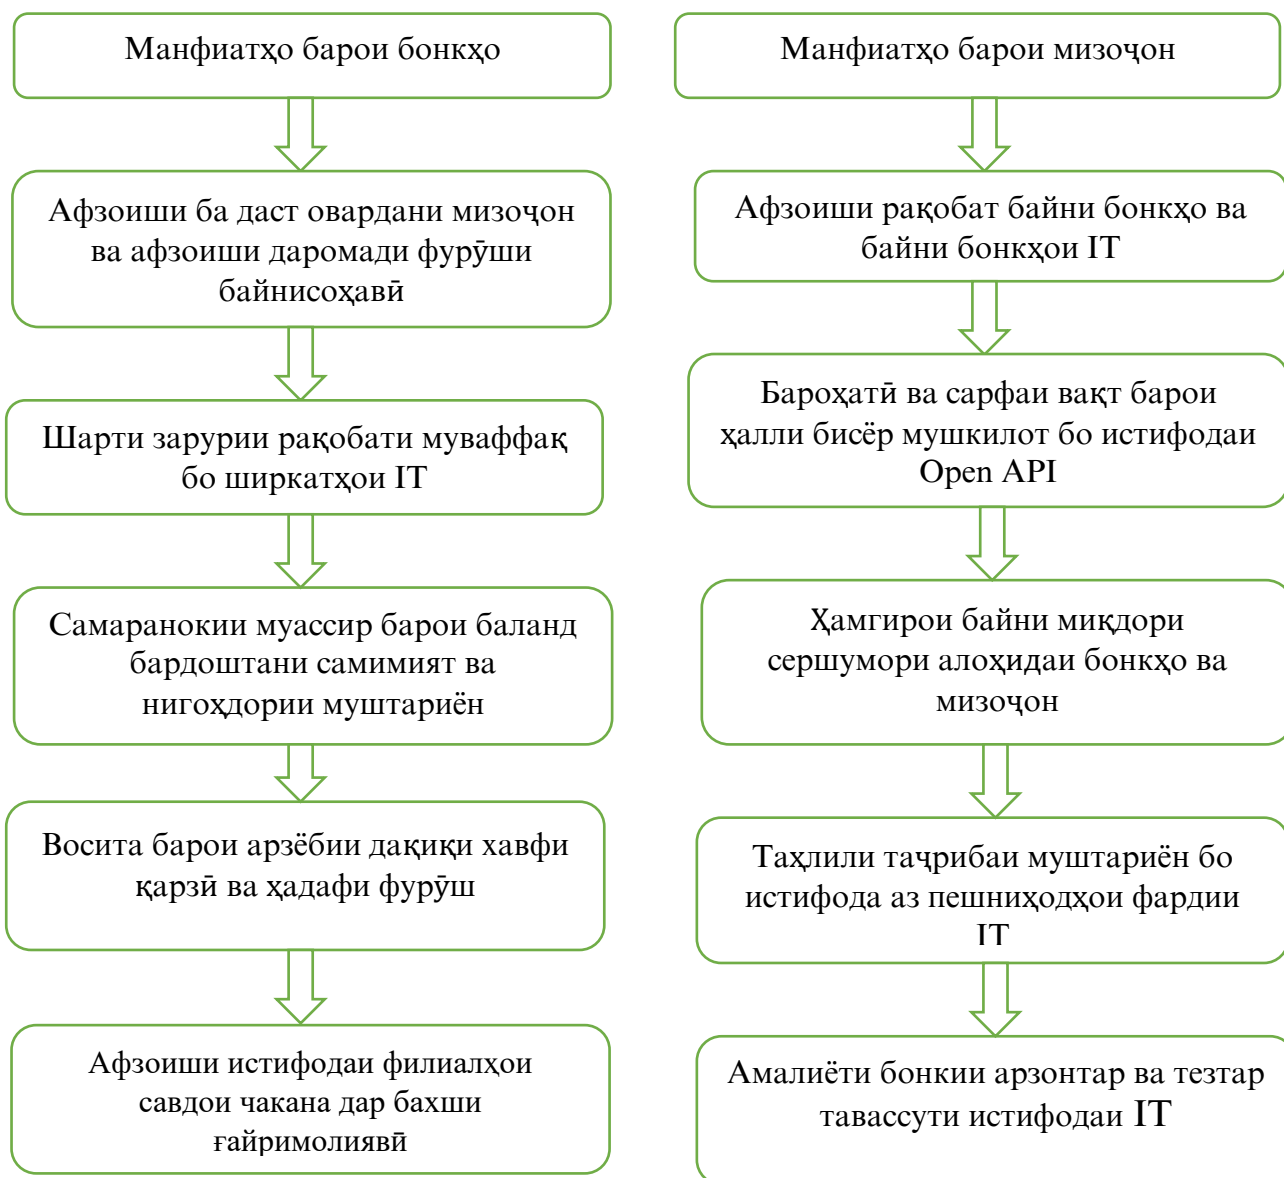 Манфиатҳо барои бонкҳо
Афзоиши ба даст овардани мизоҷон
ва афзоиши даромади фурӯши
байнисоҳавӣ
Шарти зарурии рақобати муваффақ
бо ширкатҳои IT
Самаранокии муассир барои баланд
бардоштани самимият ва
нигоҳдории муштариён
Восита барои арзёбии дақиқи хавфи
қарзӣ ва ҳадафи фурӯш
Афзоиши истифодаи филиалҳои
савдои чакана дар бахши
ғайримолиявӣ
Манфиатҳо барои мизоҷон
Афзоиши рақобат байни бонкҳо ва
байни бонкҳои IT
Бароҳатӣ ва сарфаи вақт барои
ҳалли бисёр мушкилот бо истифодаи
Open API
Ҳамгирои байни миқдори
сершумори алоҳидаи бонкҳо ва
мизоҷон
Таҳлили таҷрибаи муштариён бо
истифода аз пешниҳодҳои фардии
IT
Амалиёти бонкии арзонтар ва тезтар
тавассути истифодаи IT